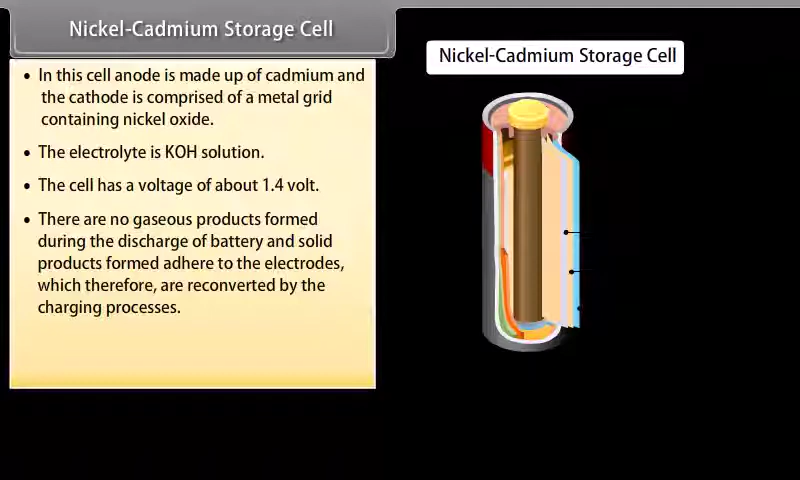 Nickel-Cadmium Storage Cell
• In this cell anode is made up of cadmium and
the cathode is comprised of a metal grid
containing nickel oxide.
• The electrolyte is KOH solution.
• The cell has a voltage of about 1.4 volt.
• There are no gaseous products formed
during the discharge of battery and solid
products formed adhere to the electrodes,
which therefore, are reconverted by the
charging processes.
Nickel-Cadmium Storage Cell